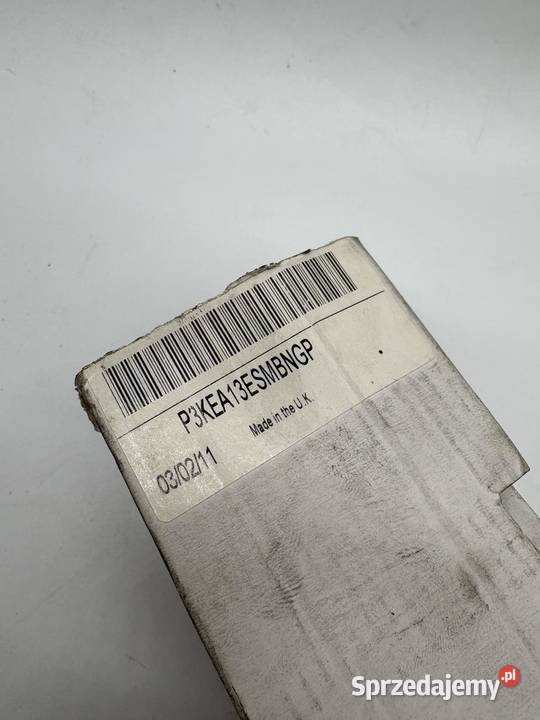 P3KEA13ESMBNGP
03/02/11
Made in the U.K.
Sprzedajemy.pl